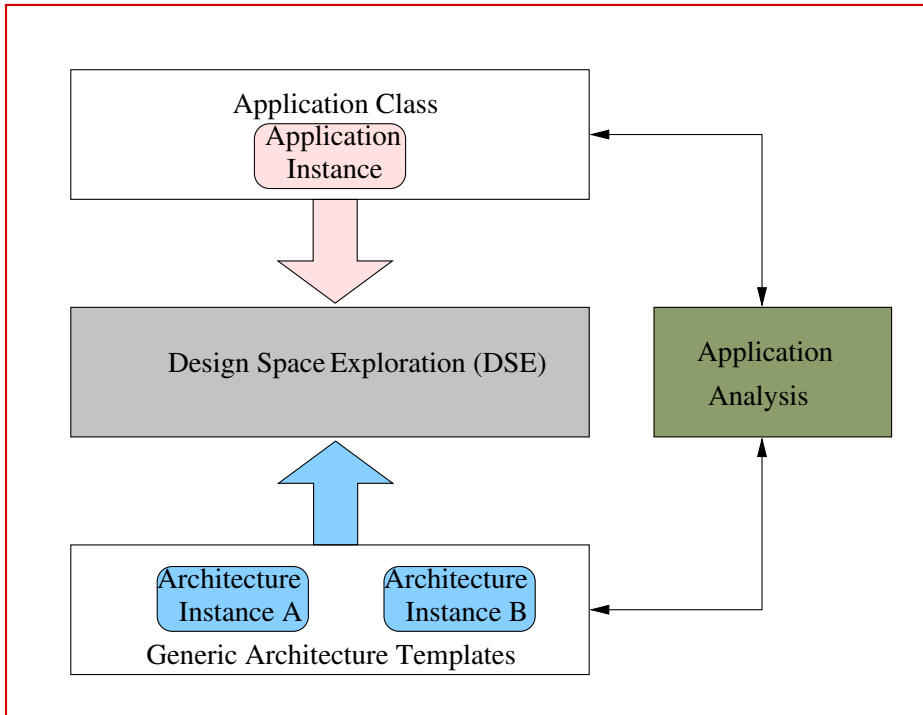 Application Class
Application
Instance
Design Space Exploration (DSE)
Application
Analysis
Architecture
Instance A
Architecture
Instance B
Generic Architecture Templates